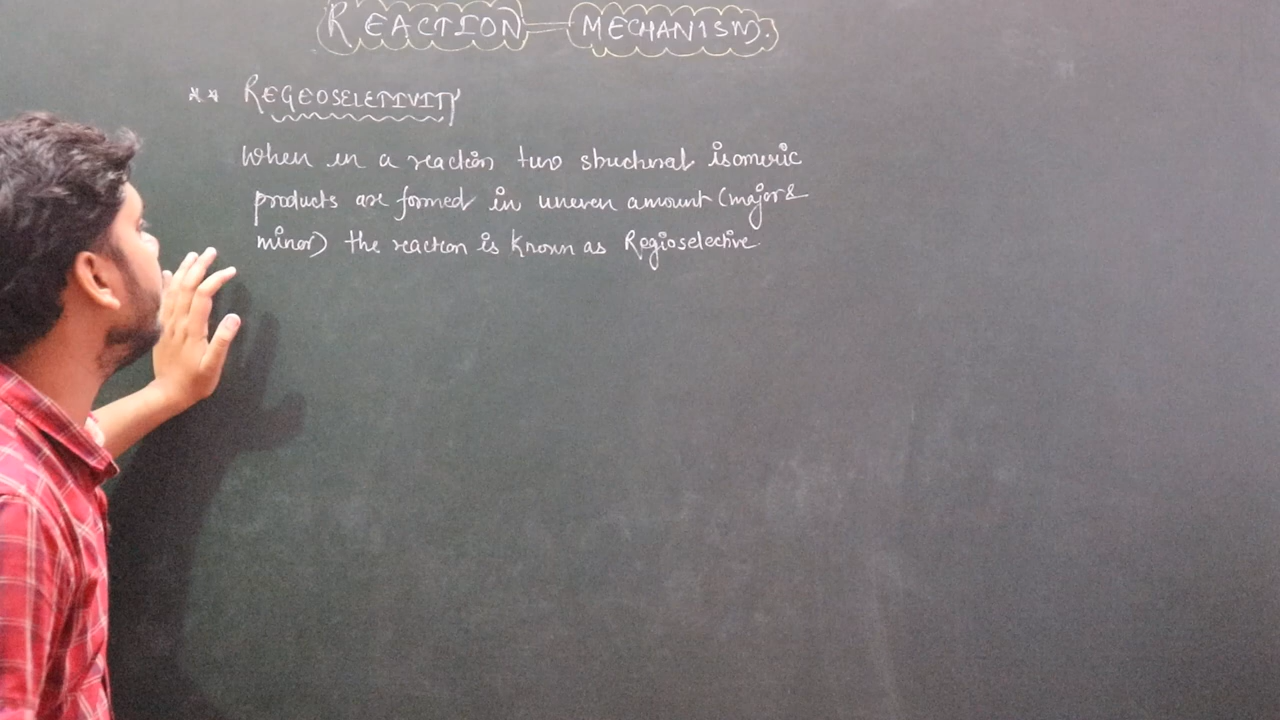 REACTION — MECHANISM.
** REGEOSELETIVITY
When in a reaction two structural isomeric
products are formed in uneven amount (major &
minor) the reaction is known as Regioselective.